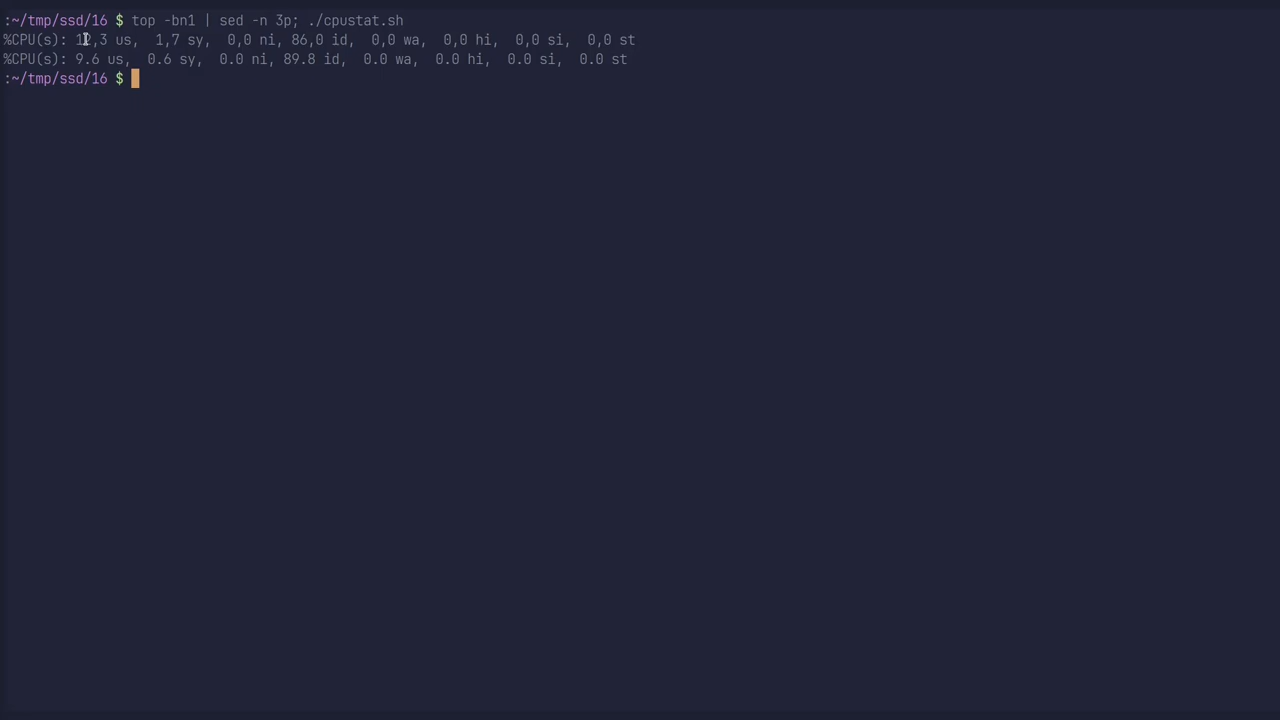 :~/tmp/ssd/16 $ top -bn1 | sed -n 3p; ./cpustat.sh
%CPU(s): 12,3 us,  1,7 sy,  0,0 ni, 86,0 id,  0,0 wa,  0,0 hi,  0,0 si,  0,0 st
%CPU(s): 9.6 us,  0.6 sy,  0.0 ni, 89.8 id,  0.0 wa,  0.0 hi,  0.0 si,  0.0 st
:~/tmp/ssd/16 $